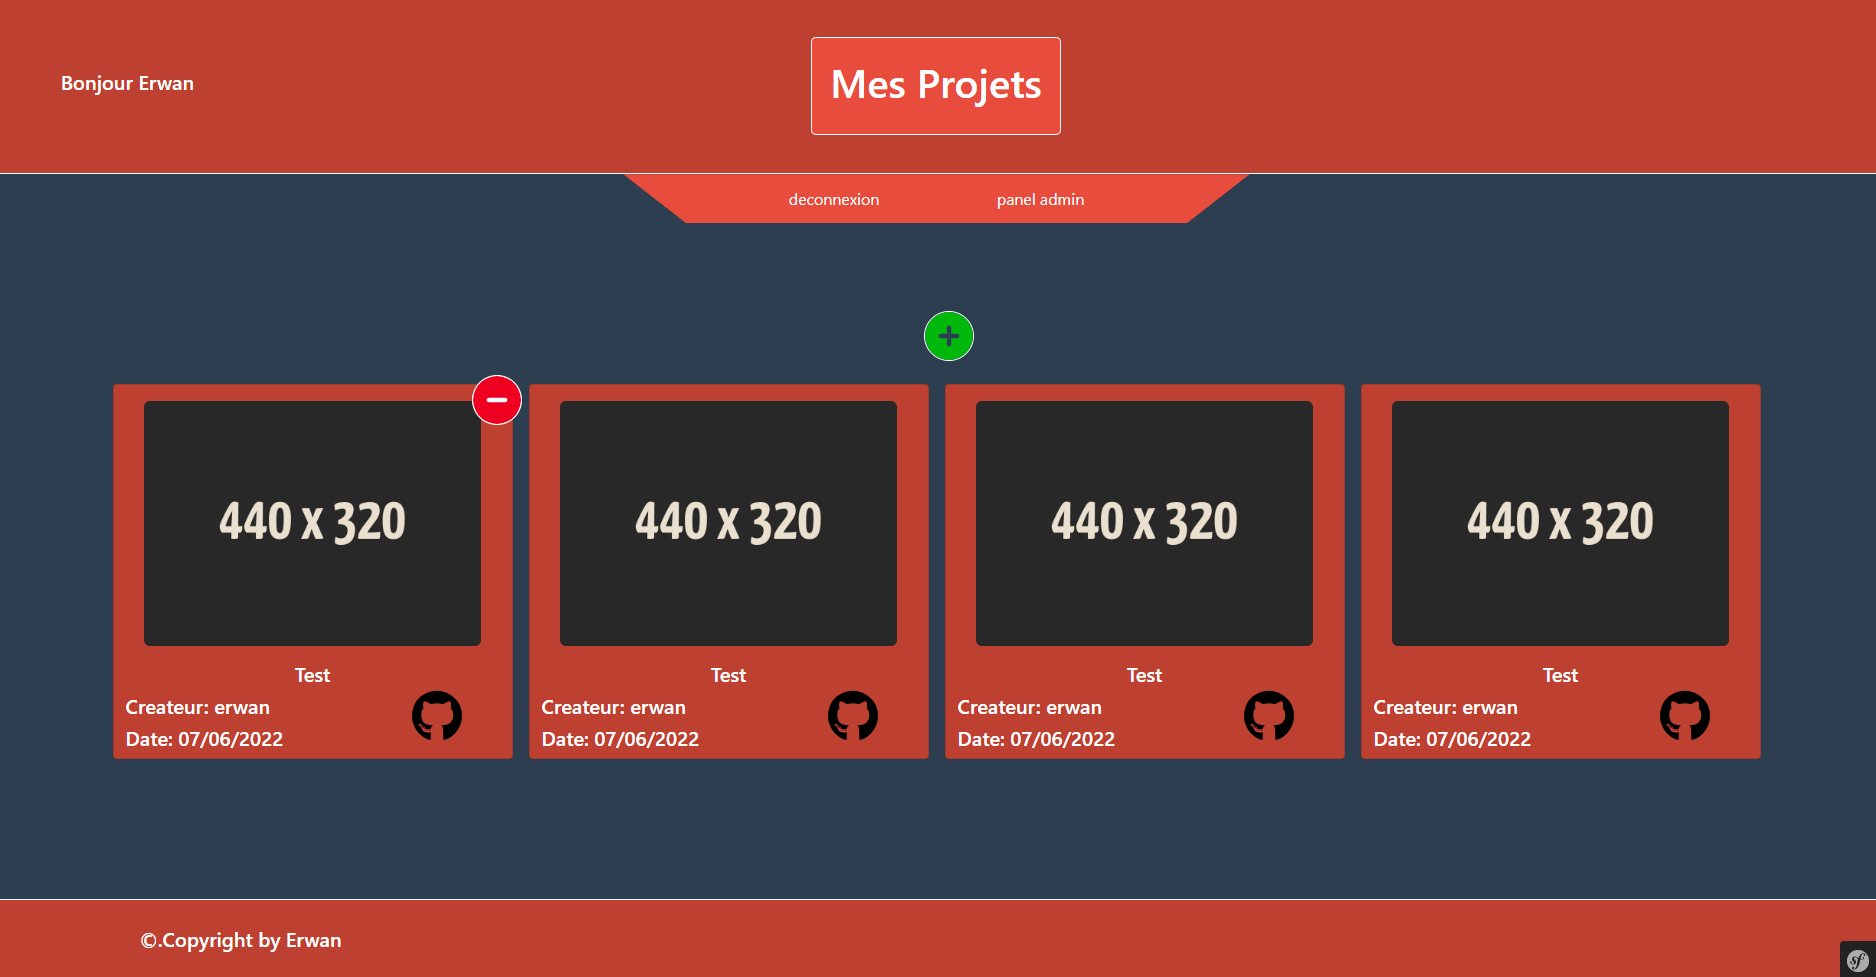 Bonjour Erwan
Mes Projets
deconnexion
panel admin
440 x 320
Test
Createur: erwan
Date: 07/06/2022
440 x 320
Test
Createur: erwan
Date: 07/06/2022
440 x 320
Test
Createur: erwan
Date: 07/06/2022
440 x 320
Test
Createur: erwan
Date: 07/06/2022
©.Copyright by Erwan
sf